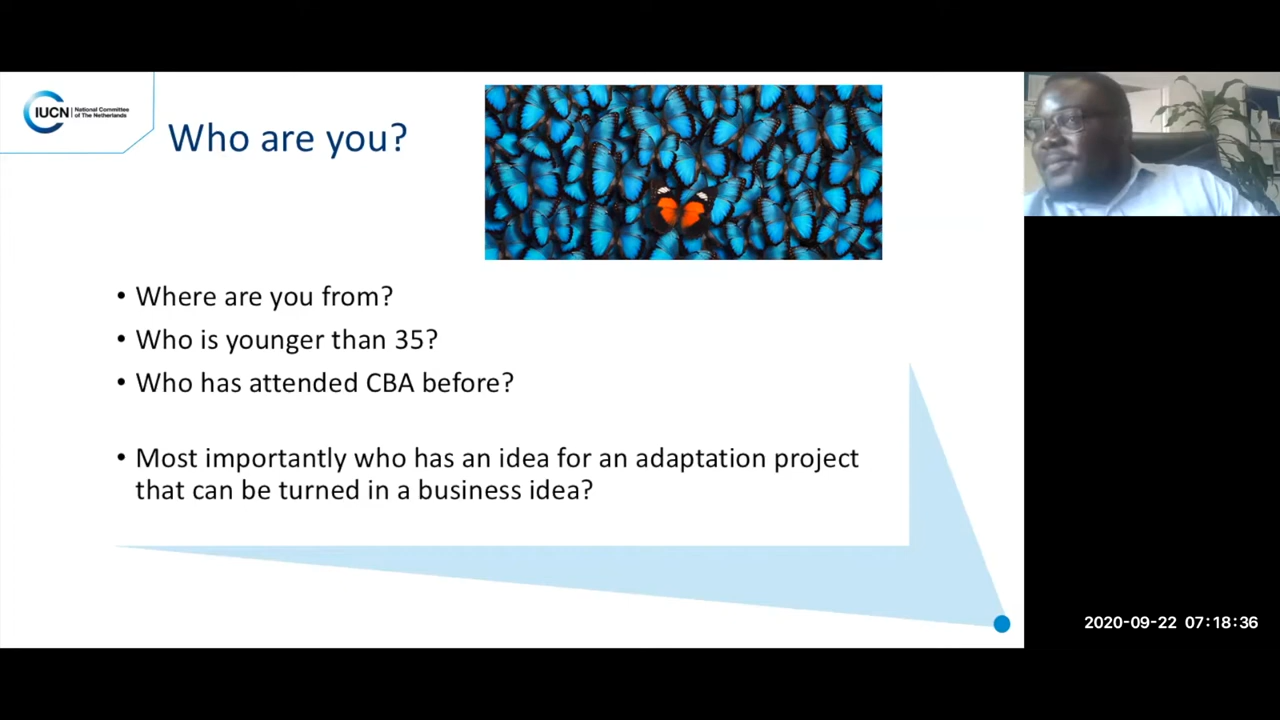 IUCN
National Committee
of The Netherlands
Who are you?
• Where are you from?
• Who is younger than 35?
• Who has attended CBA before?
• Most importantly who has an idea for an adaptation project
that can be turned in a business idea?
2020-09-22 07:18:36